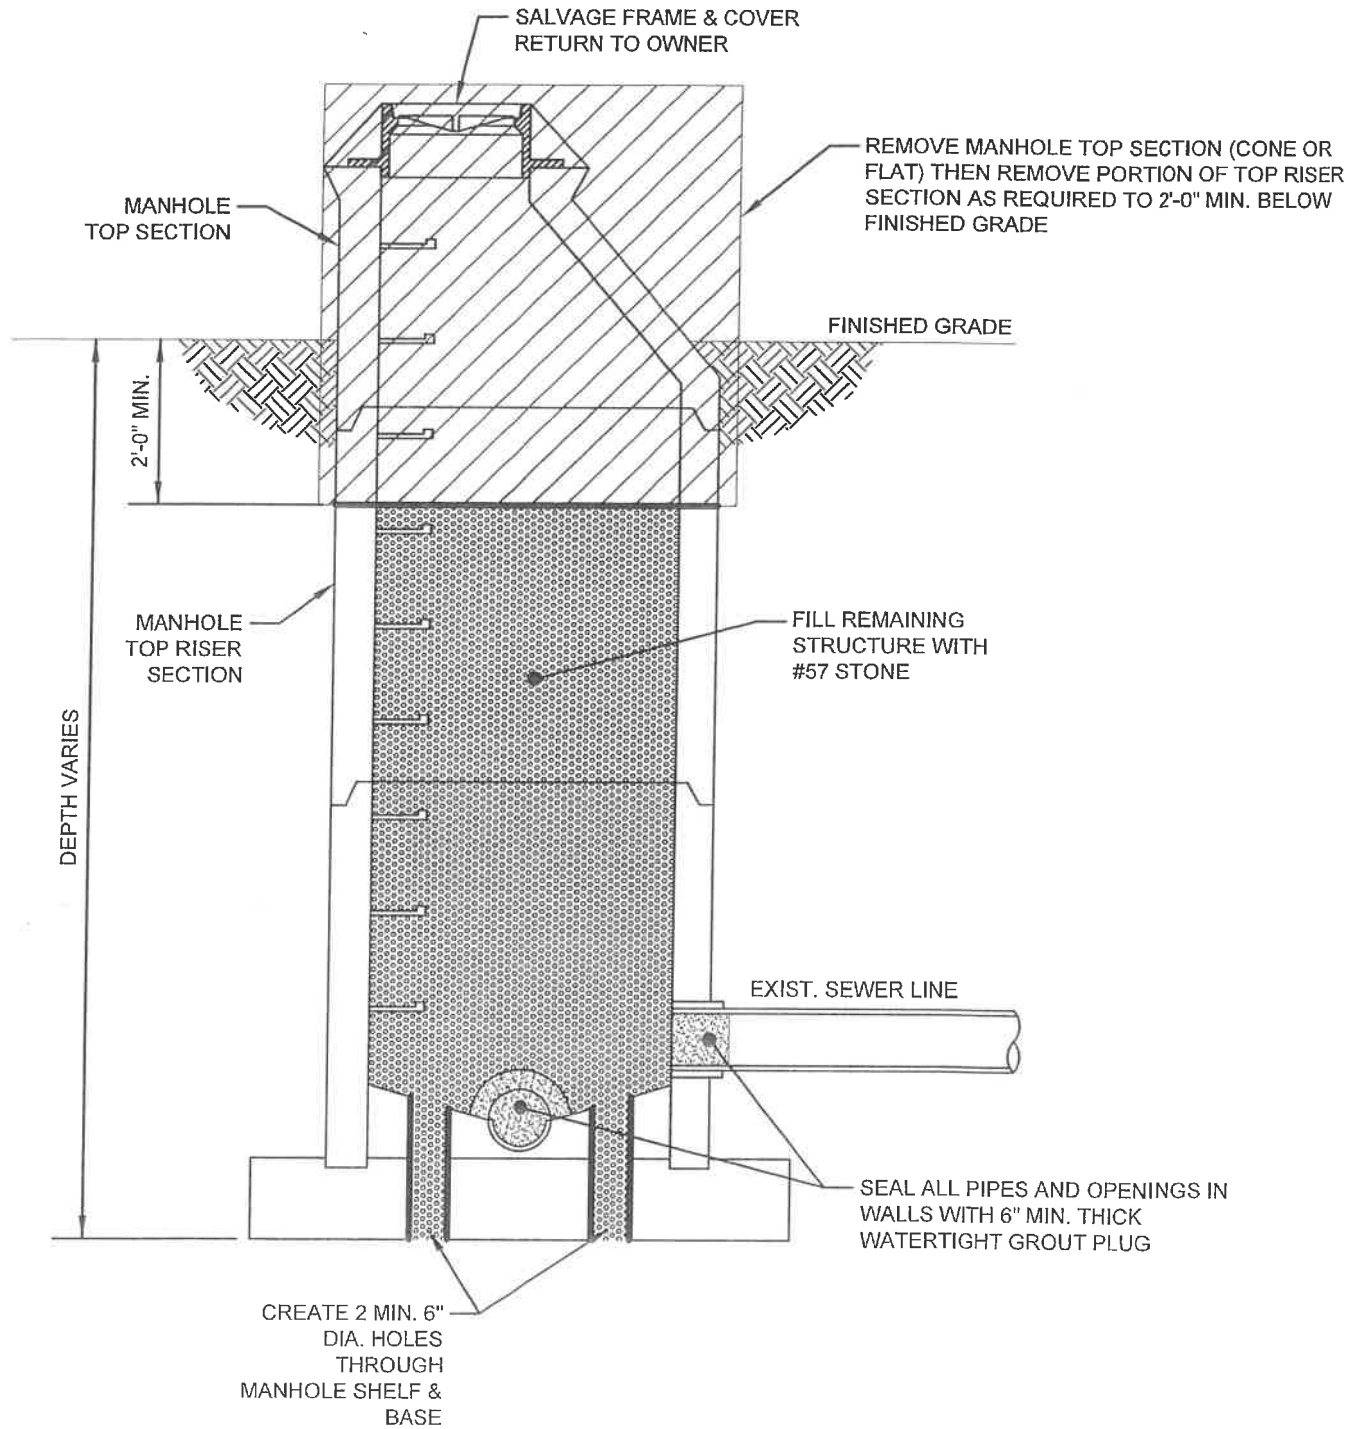 SALVAGE FRAME & COVER
RETURN TO OWNER
REMOVE MANHOLE TOP SECTION (CONE OR
FLAT) THEN REMOVE PORTION OF TOP RISER
SECTION AS REQUIRED TO 2'-0" MIN. BELOW
FINISHED GRADE
MANHOLE
TOP SECTION
FINISHED GRADE
2'-0" MIN.
MANHOLE
TOP RISER
SECTION
FILL REMAINING
STRUCTURE WITH
#57 STONE
DEPTH VARIES
EXIST. SEWER LINE
SEAL ALL PIPES AND OPENINGS IN
WALLS WITH 6" MIN. THICK
WATERTIGHT GROUT PLUG
CREATE 2 MIN. 6"
DIA. HOLES
THROUGH
MANHOLE SHELF &
BASE